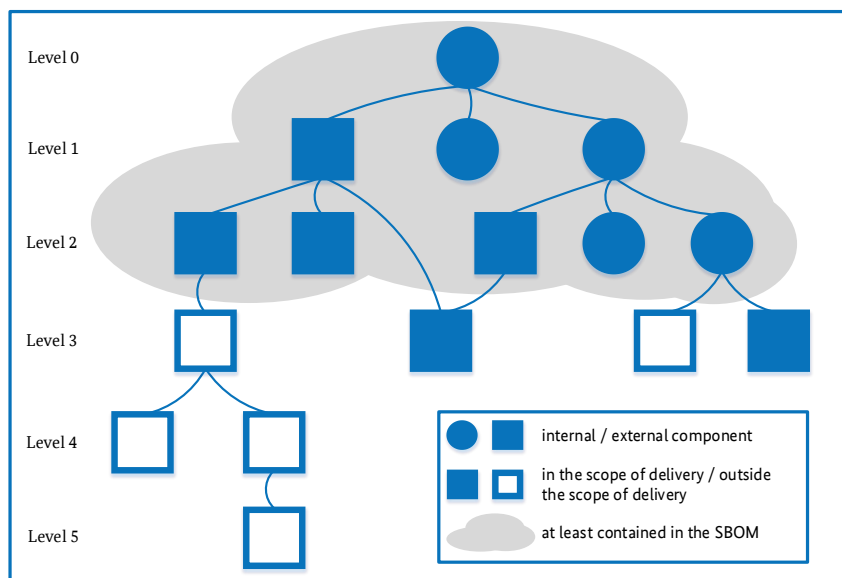 Level 0
Level 1
Level 2
Level 3
Level 4
Level 5
internal / external component
in the scope of delivery / outside
the scope of delivery
at least contained in the SBOM